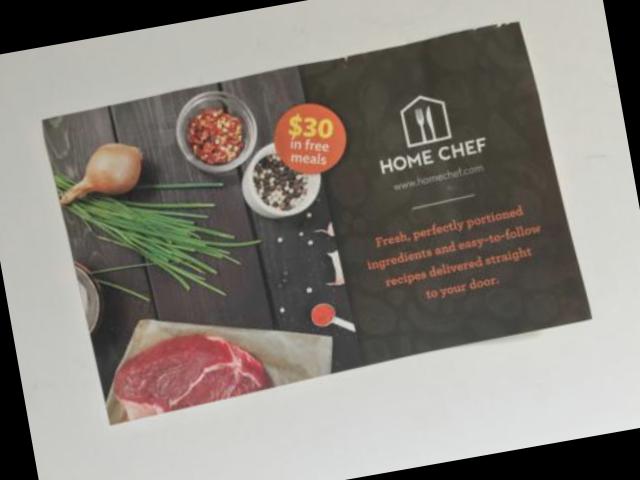 $30
in free
meals
HOME CHEF
www.homechef.com
Fresh, perfectly portioned
ingredients and easy-to-follow
recipes delivered straight
to your door.